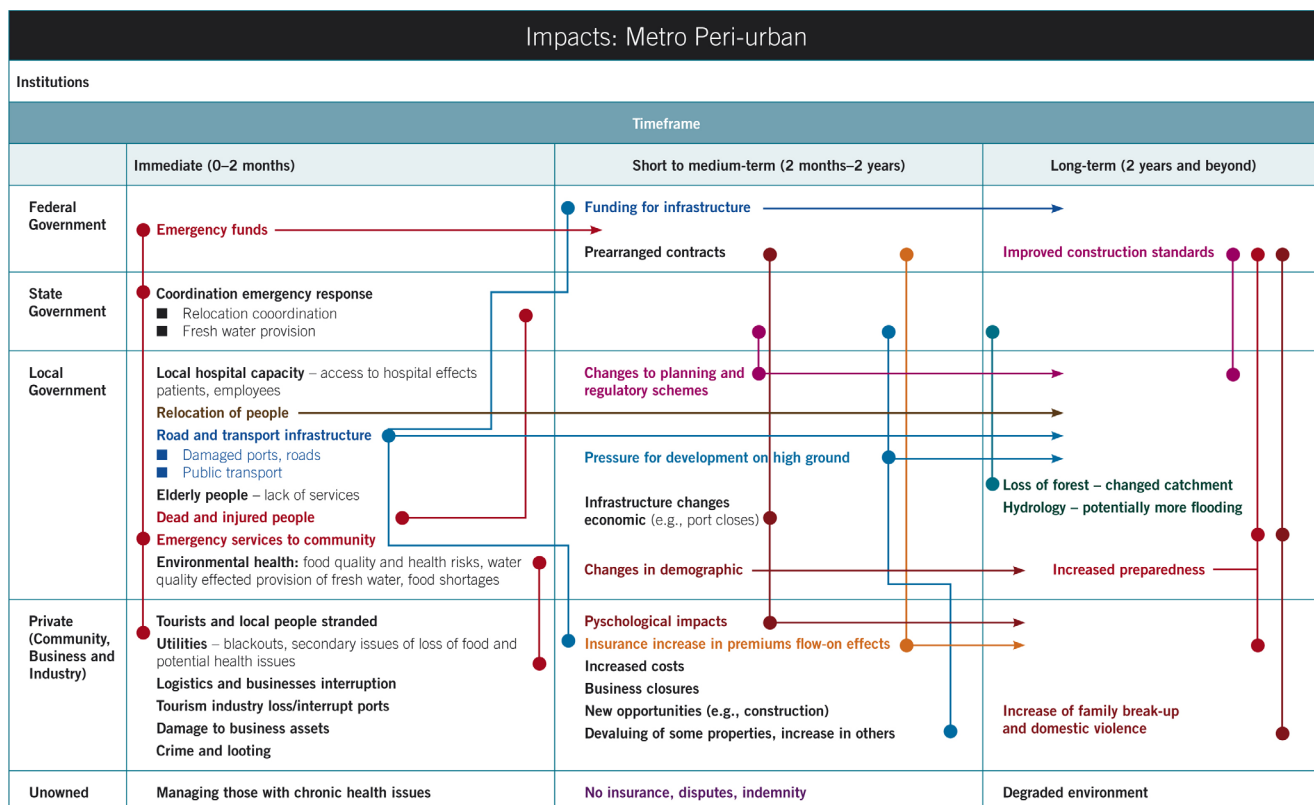 Impacts: Metro Peri-urban
Institutions
Timeframe
Immediate (0–2 months)
Short to medium-term (2 months–2 years)
Long-term (2 years and beyond)
Federal
Government
Emergency funds
Funding for infrastructure
Prearranged contracts
Improved construction standards
State
Government
Coordination emergency response
■ Relocation cooordination
■ Fresh water provision
Local
Government
Local hospital capacity – access to hospital effects
patients, employees
Relocation of people
Road and transport infrastructure
■ Damaged ports, roads
■ Public transport
Elderly people – lack of services
Dead and injured people
Emergency services to community
Environmental health: food quality and health risks, water
quality effected provision of fresh water, food shortages
Changes to planning and
regulatory schemes
Pressure for development on high ground
Infrastructure changes
economic (e.g., port closes)
Changes in demographic
Loss of forest – changed catchment
Hydrology – potentially more flooding
Increased preparedness
Private
(Community,
Business and
Industry)
Tourists and local people stranded
Utilities – blackouts, secondary issues of loss of food and
potential health issues
Logistics and businesses interruption
Tourism industry loss/interrupt ports
Damage to business assets
Crime and looting
Pyschological impacts
Insurance increase in premiums flow-on effects
Increased costs
Business closures
New opportunities (e.g., construction)
Devaluing of some properties, increase in others
Increase of family break-up
and domestic violence
Unowned
Managing those with chronic health issues
No insurance, disputes, indemnity
Degraded environment